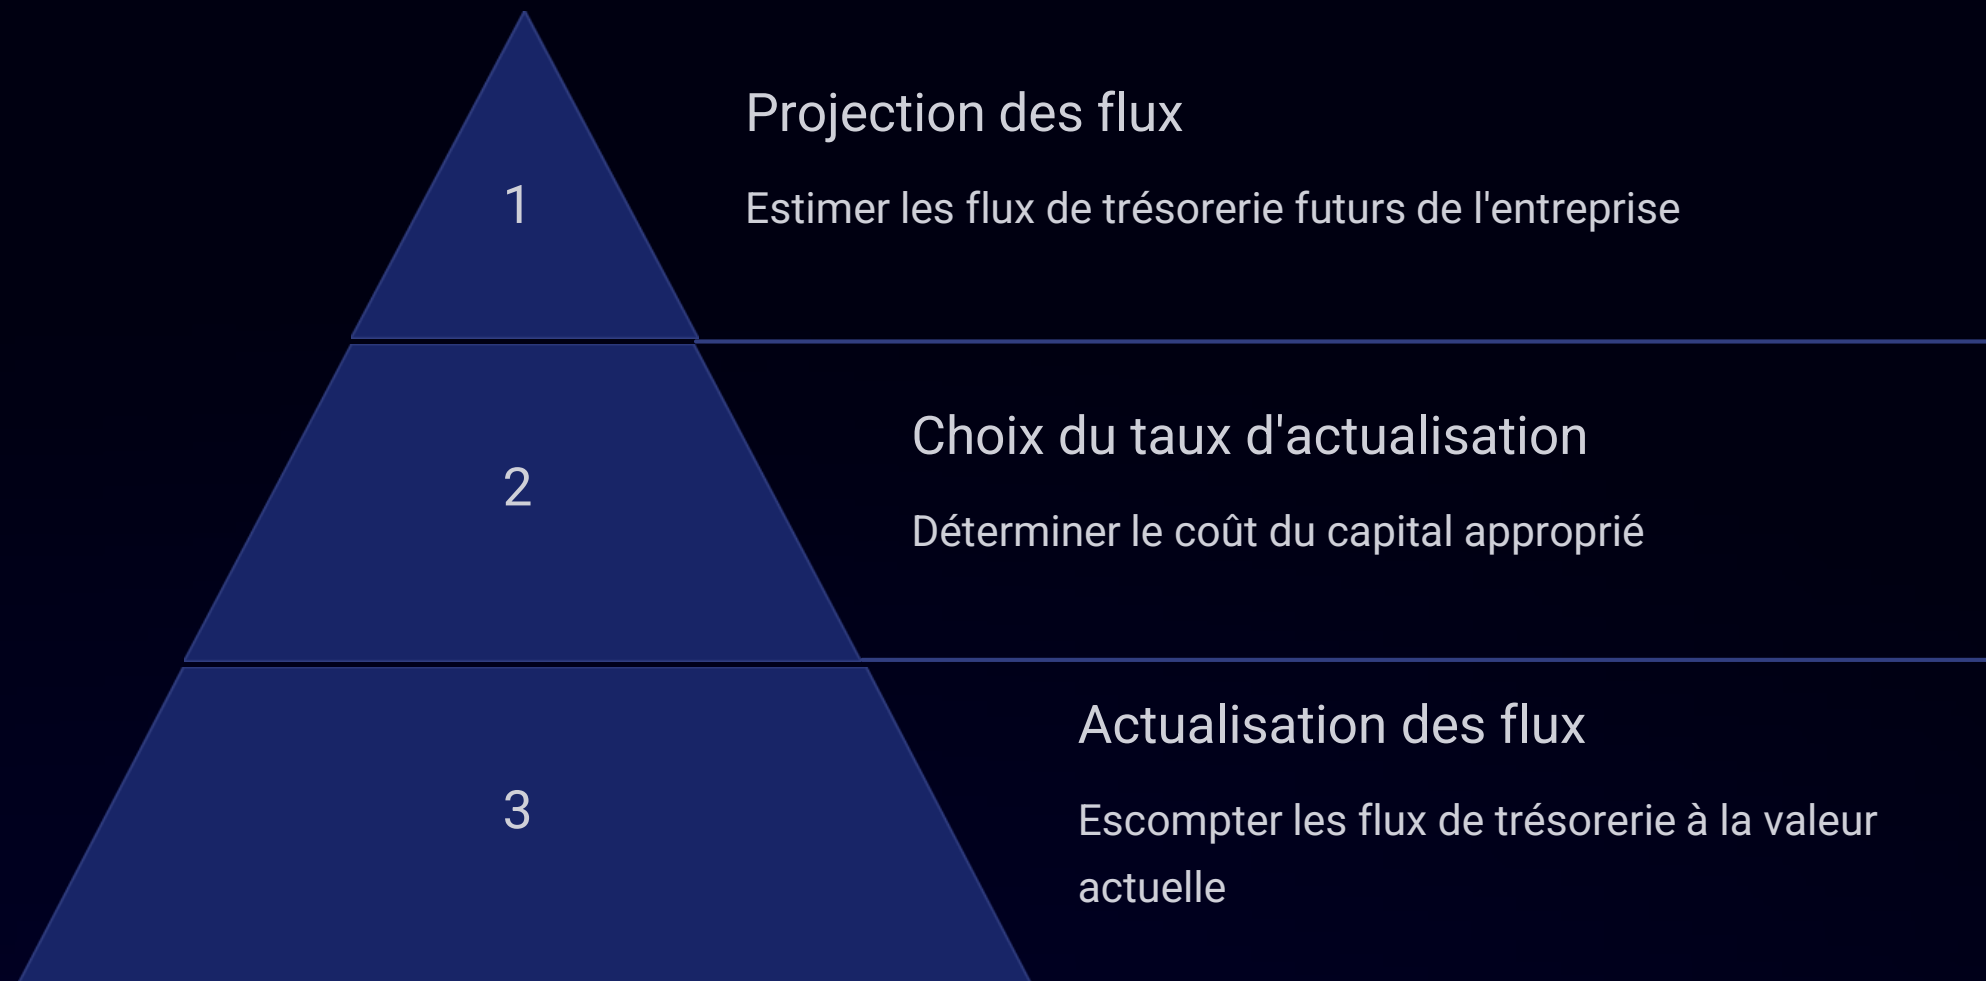 1
Projection des flux
Estimer les flux de trésorerie futurs de l'entreprise
2
Choix du taux d'actualisation
Déterminer le coût du capital approprié
3
Actualisation des flux
Escompter les flux de trésorerie à la valeur
actuelle